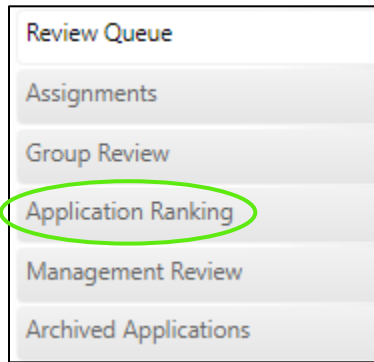 Review Queue
Assignments
Group Review
Application Ranking
Management Review
Archived Applications